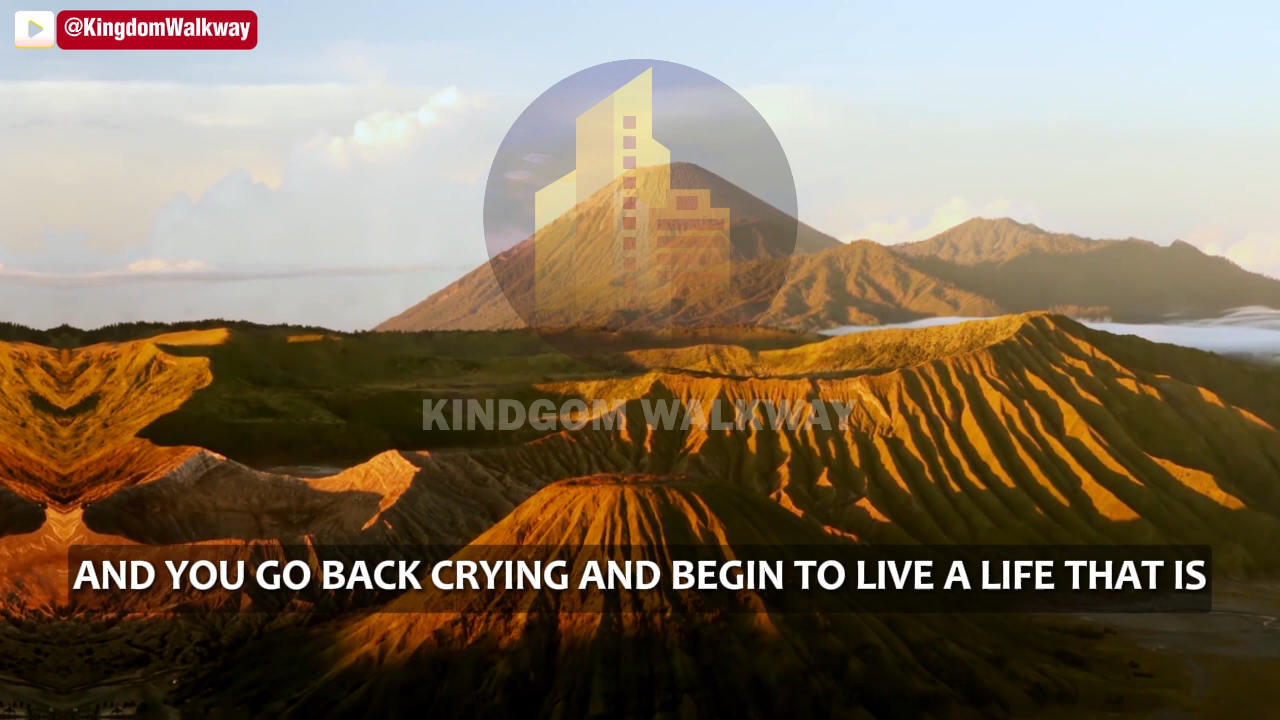 @KingdomWalkway
KINDGOM WALKWAY
AND YOU GO BACK CRYING AND BEGIN TO LIVE A LIFE THAT IS